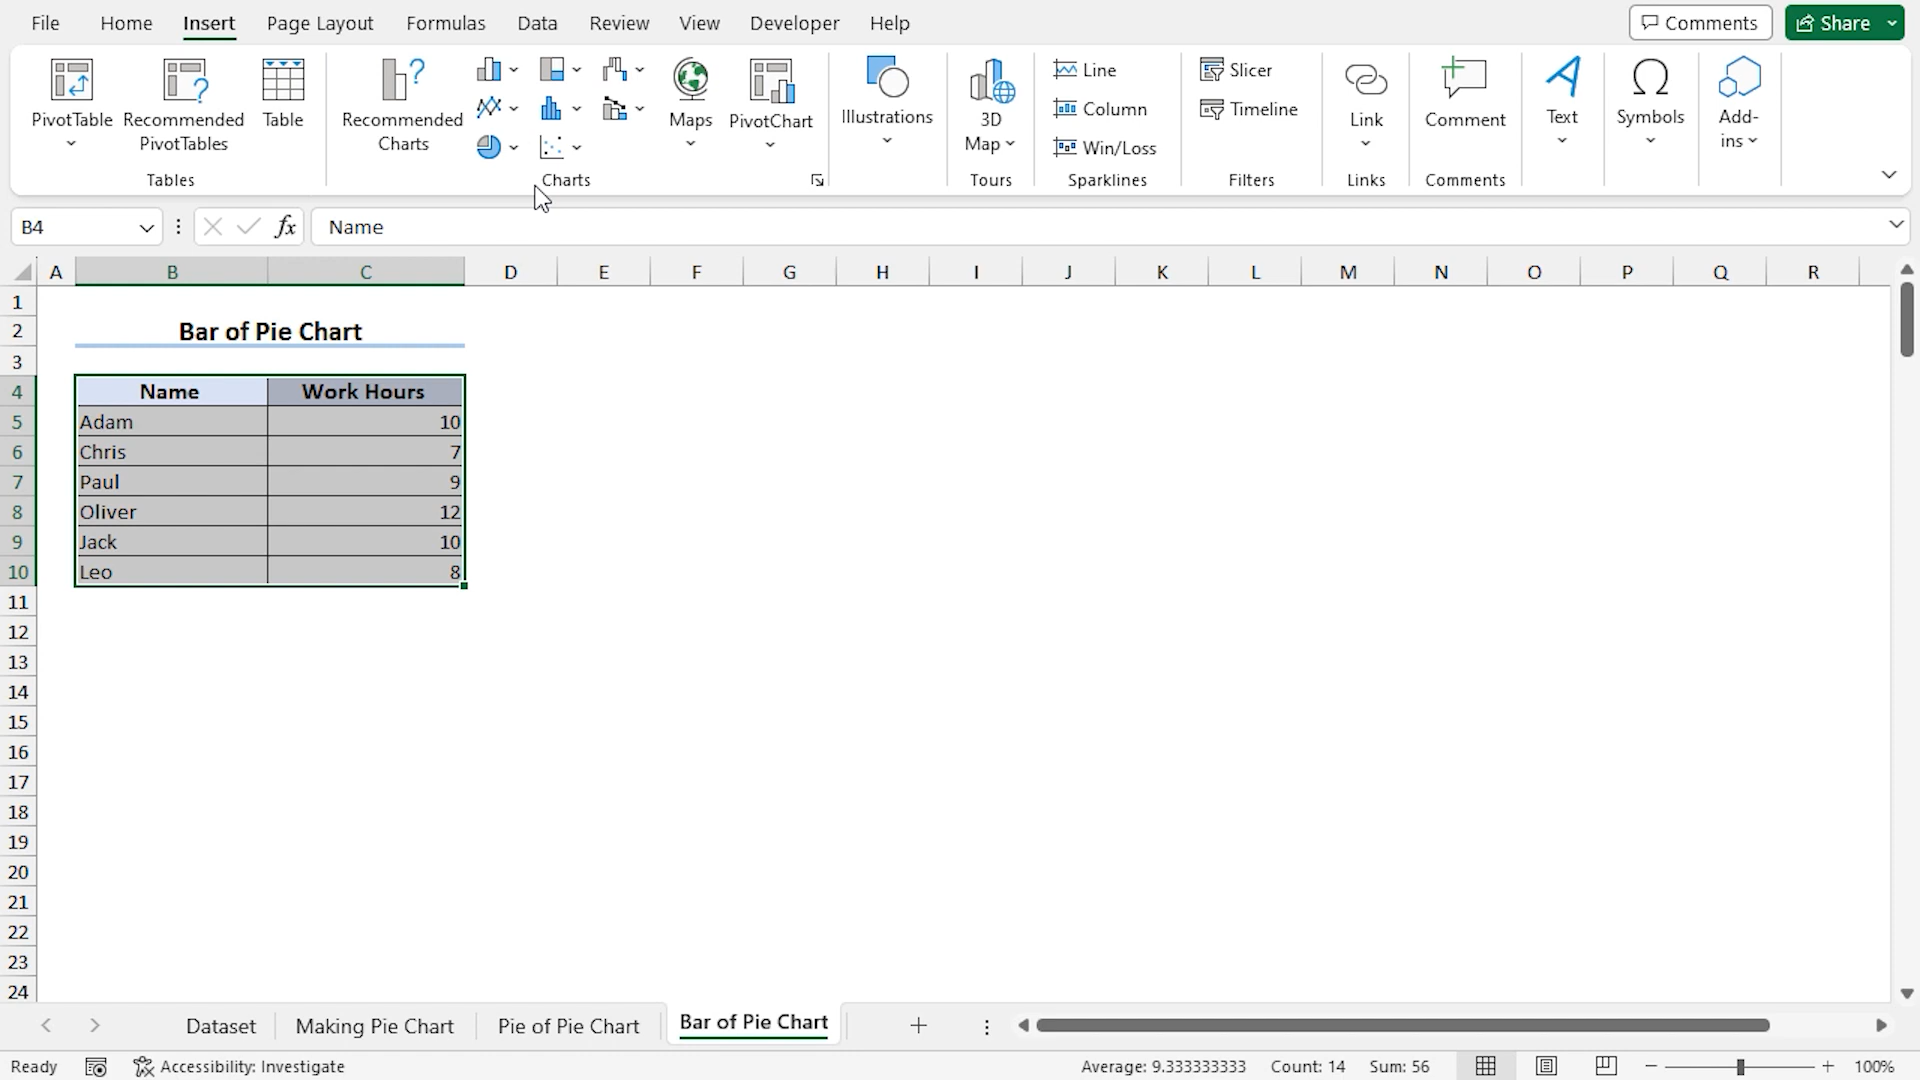 File Home Insert Page Layout Formulas Data Review View Developer Help Comments Share
PivotTable
Recommended PivotTables
Table
Tables
Recommended Charts
Maps
PivotChart
Charts
Illustrations
3D Map
Tours
Line
Column
Win/Loss
Sparklines
Slicer
Timeline
Filters
Link
Links
Comment
Comments
Text
Symbols
Add-ins
B4 fx Name
A B C D E F G H I J K L M N O P Q R
1
2 Bar of Pie Chart
3
4 Name Work Hours
5 Adam 10
6 Chris 7
7 Paul 9
8 Oliver 12
9 Jack 10
10 Leo 8
11
12
13
14
15
16
17
18
19
20
21
22
23
24
Dataset Making Pie Chart Pie of Pie Chart Bar of Pie Chart
Ready Accessibility: Investigate Average: 9.333333333 Count: 14 Sum: 56 100%